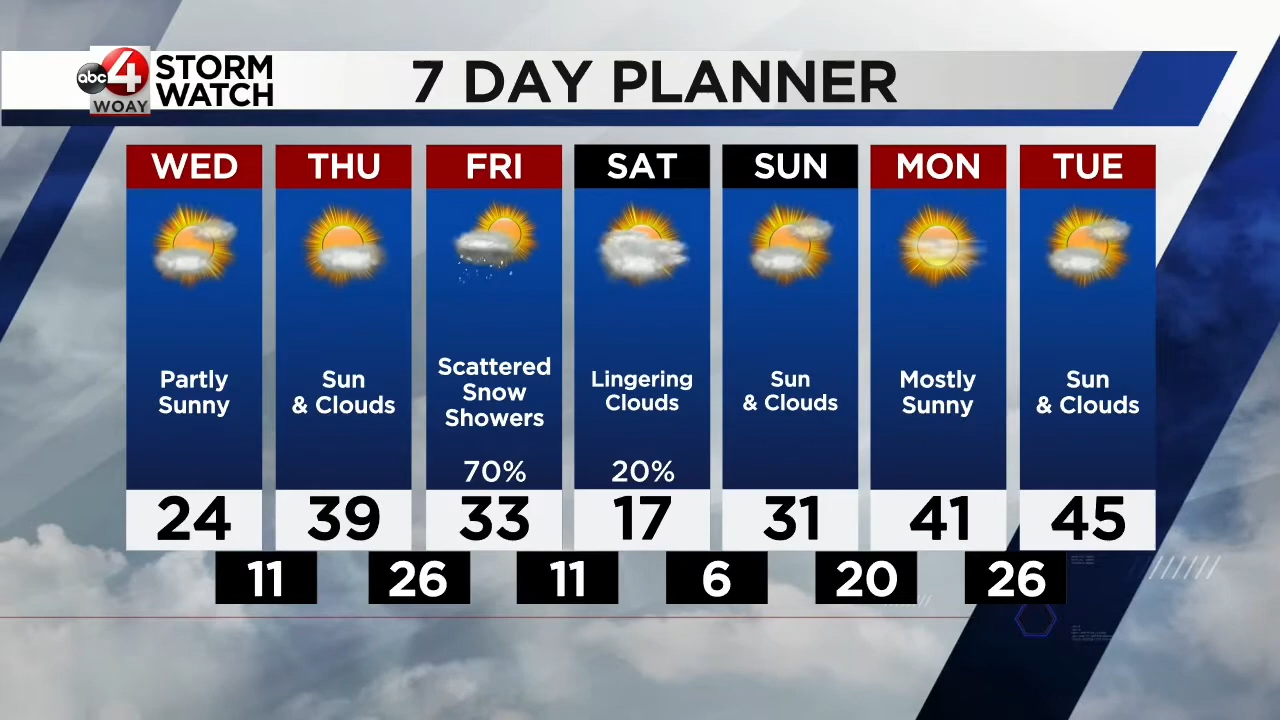 abc 4
WOAY
STORM
WATCH
7 DAY PLANNER
WED
Partly
Sunny
24
THU
Sun
& Clouds
39
FRI
Scattered
Snow
Showers
70%
33
SAT
Lingering
Clouds
20%
17
SUN
Sun
& Clouds
31
MON
Mostly
Sunny
41
TUE
Sun
& Clouds
45
11
26
11
6
20
26